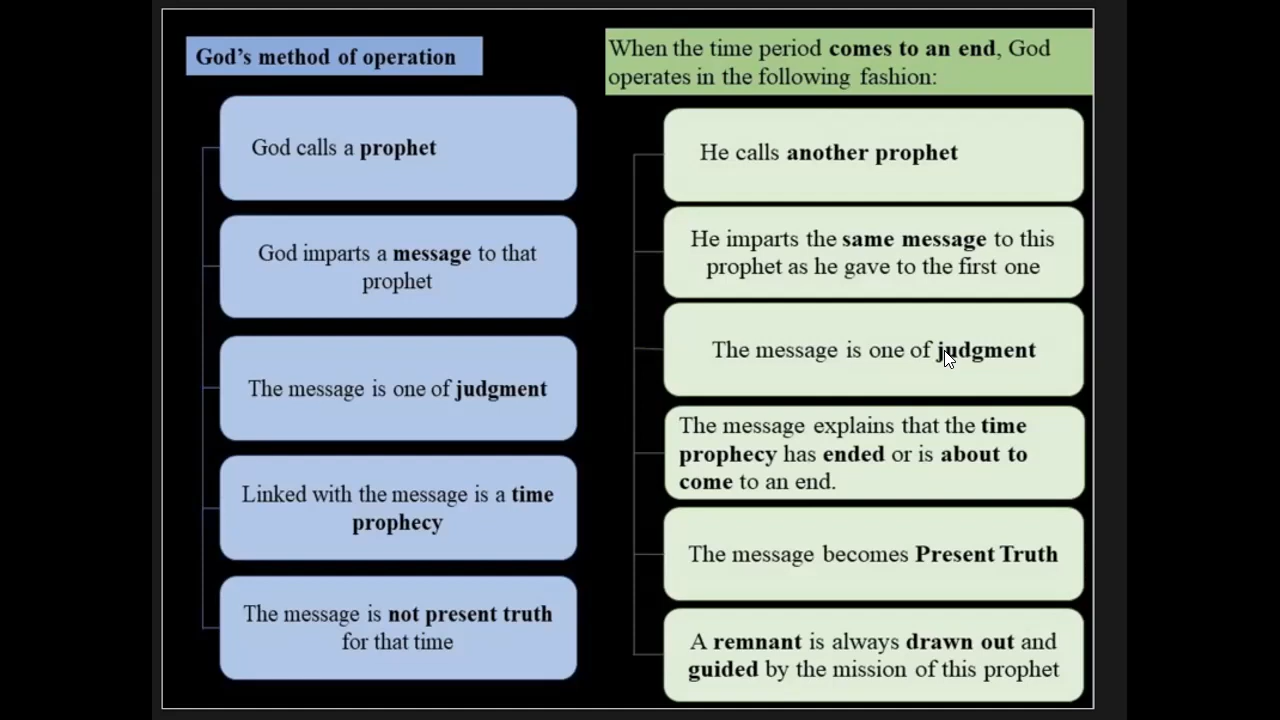 God’s method of operation
God calls a prophet
God imparts a message to that
prophet
The message is one of judgment
Linked with the message is a time
prophecy
The message is not present truth
for that time
When the time period comes to an end, God
operates in the following fashion:
He calls another prophet
He imparts the same message to this
prophet as he gave to the first one
The message is one of judgment
The message explains that the time
prophecy has ended or is about to
come to an end.
The message becomes Present Truth
A remnant is always drawn out and
guided by the mission of this prophet